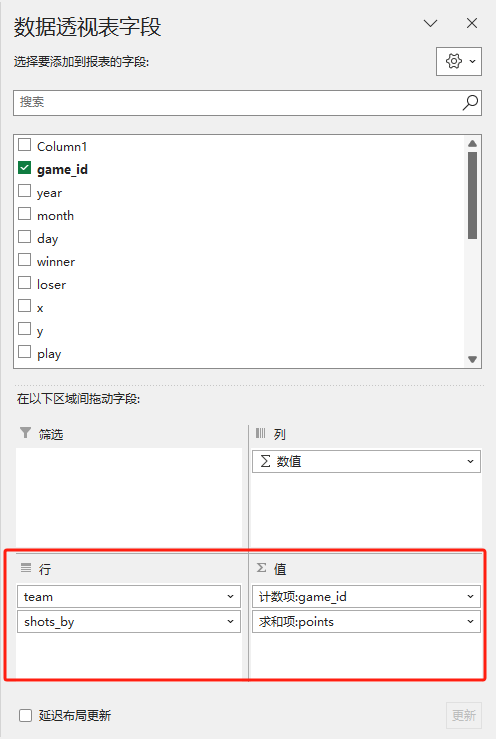 数据透视表字段
选择要添加到报表的字段:
搜索
Column1
game_id
year
month
day
winner
loser
x
y
play
在以下区域间拖动字段:
筛选
列
Σ 数值
行
Σ 值
team
计数项:game_id
shots_by
求和项:points
延迟布局更新
更新